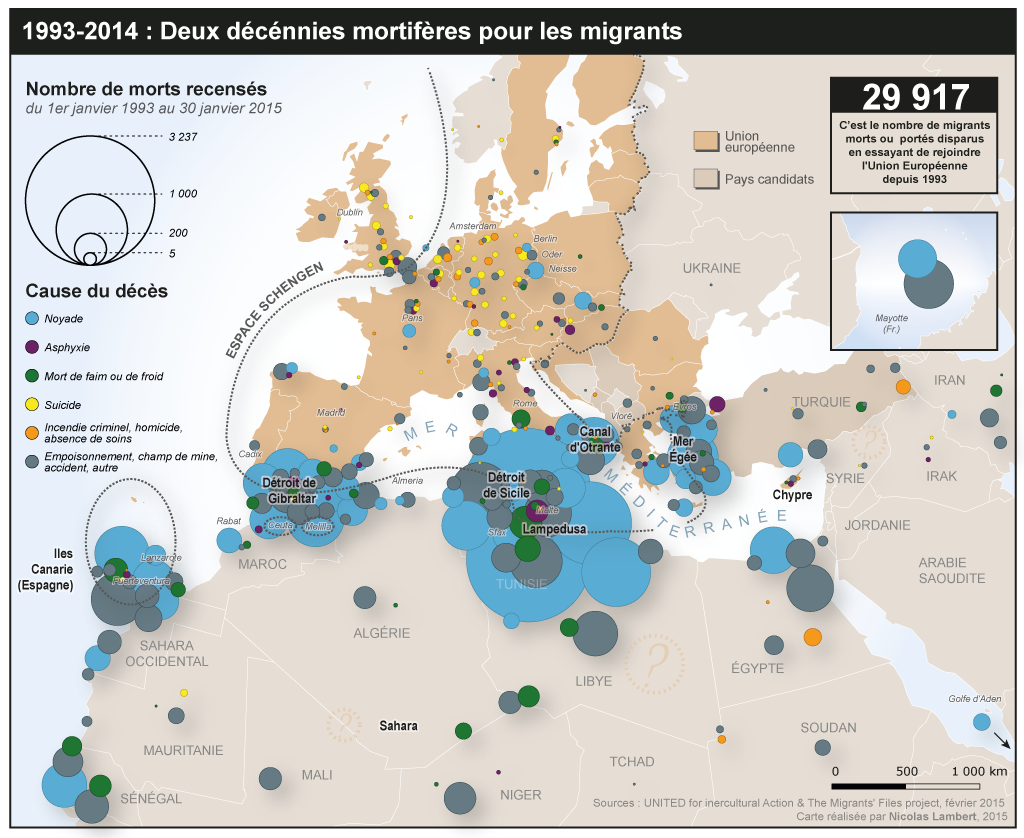 1993-2014 : Deux décénnies mortifères pour les migrants
Nombre de morts recensés
du 1er janvier 1993 au 30 janvier 2015
3 237
1 000
200
5
Cause du décès
Noyade
Asphyxie
Mort de faim ou de froid
Suicide
Incendie criminel, homicide,
absence de soins
Empoisonnement, champ de mine,
accident, autre
Union
européenne
Pays candidats
29 917
C'est le nombre de migrants
morts ou portés disparus
en essayant de rejoindre
l'Union Européenne
depuis 1993
Mayotte
(Fr.)
ESPACE SCHENGEN
Dublin
Amsterdam
Berlin
Oder
Neisse
UKRAINE
Paris
Madrid
Rome
Vloré
Euros
TURQUIE
IRAN
Cadix
MER
MÉDITERRANÉE
Canal
d'Otrante
Mer
Égée
Détroit de
Gibraltar
Détroit
de Sicile
Almeria
Malte
Lampedusa
Chypre
SYRIE
IRAK
Rabat
Ceuta
Melilla
Sfax
JORDANIE
MAROC
Iles
Canarie
(Espagne)
Lanzarote
Fuerteventura
TUNISIE
ARABIE
SAOUDITE
ALGÉRIE
SAHARA
OCCIDENTAL
?
?
?
LIBYE
ÉGYPTE
Golfe d'Aden
Sahara
MAURITANIE
SOUDAN
MALI
TCHAD
NIGER
SÉNÉGAL
0 500 1 000 km
Sources : UNITED for inercultural Action & The Migrants' Files project, février 2015
Carte réalisée par Nicolas Lambert, 2015